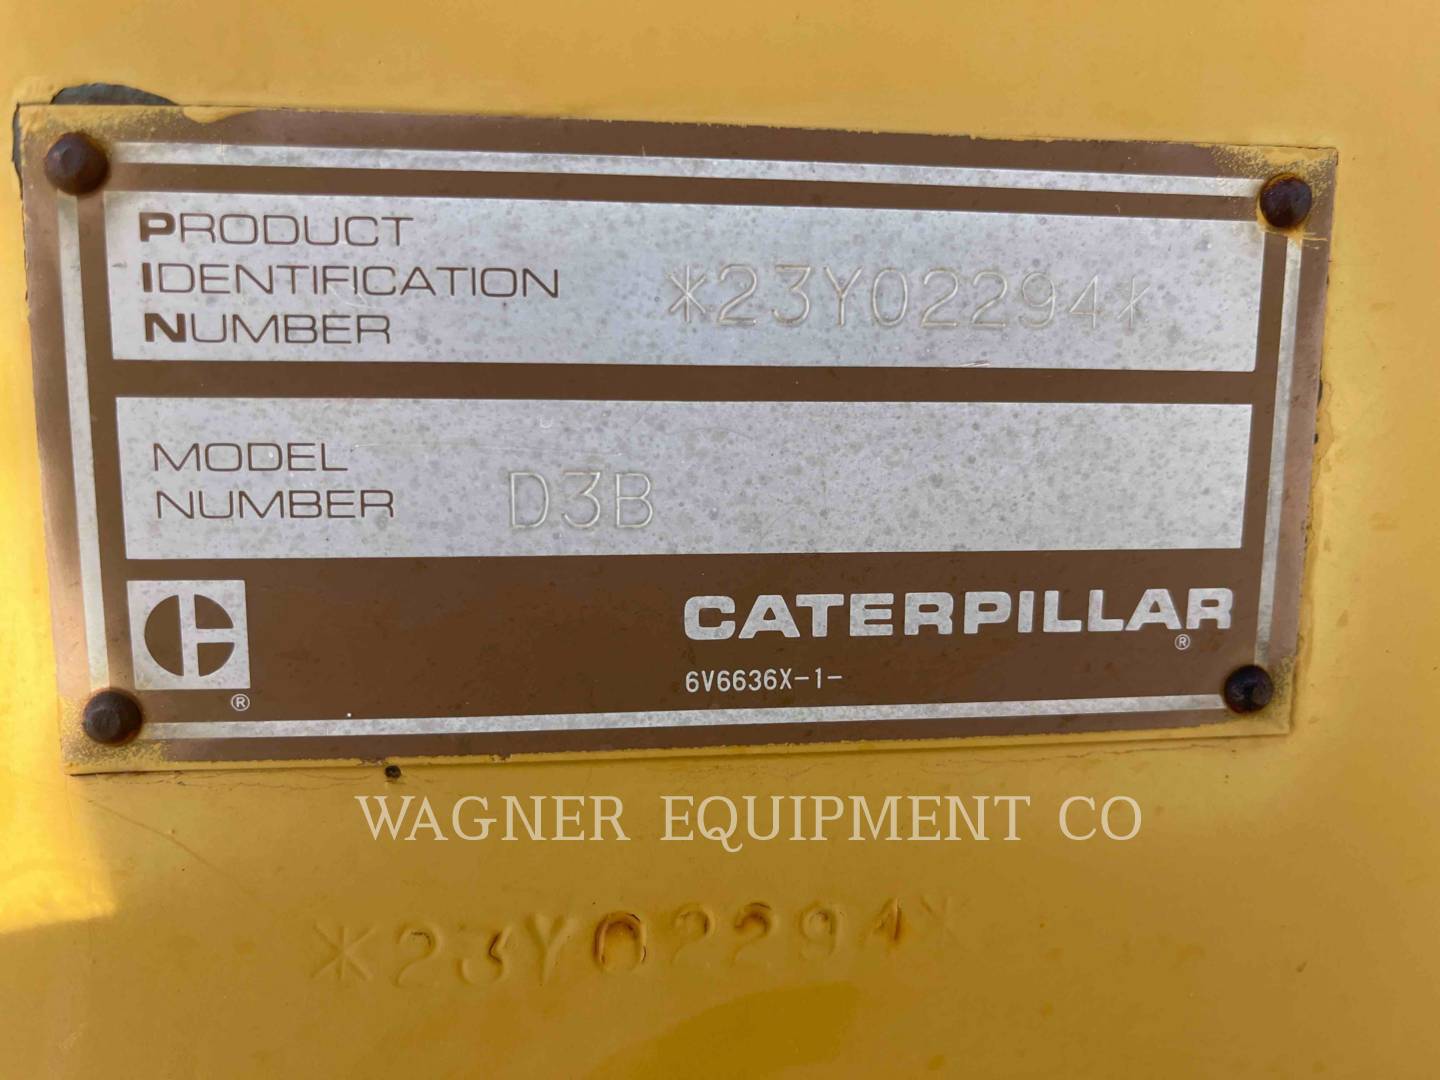 PRODUCT
IDENTIFICATION
NUMBER
*23Y02294*
MODEL
NUMBER
D3B
C
®
CATERPILLAR
®
6V6636X-1-
WAGNER EQUIPMENT CO
*23Y02294*